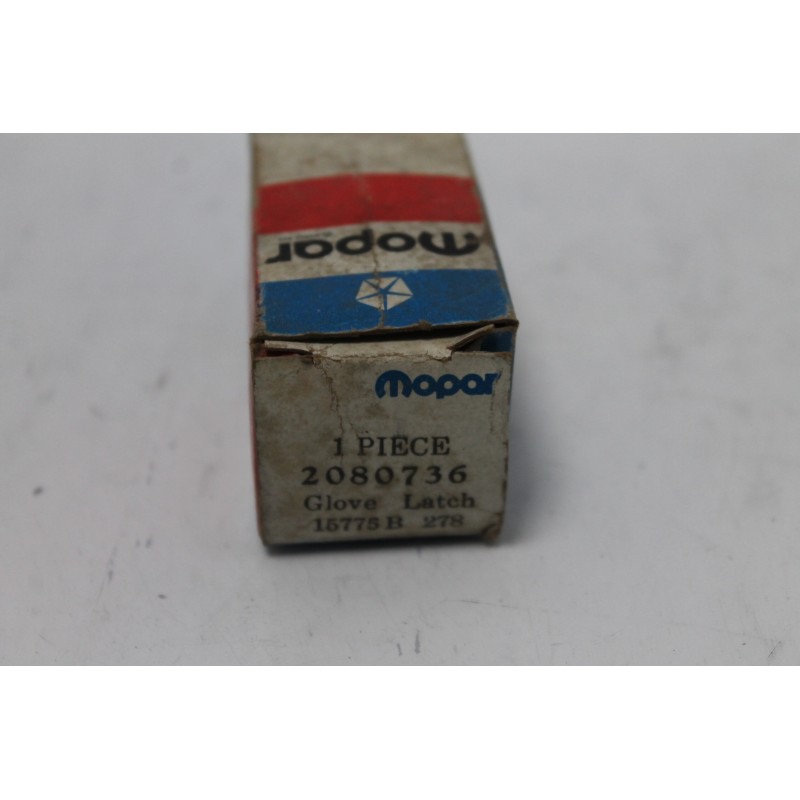 mopar
mopar
1 PIECE
2080736
Glove Latch
15775 B 278